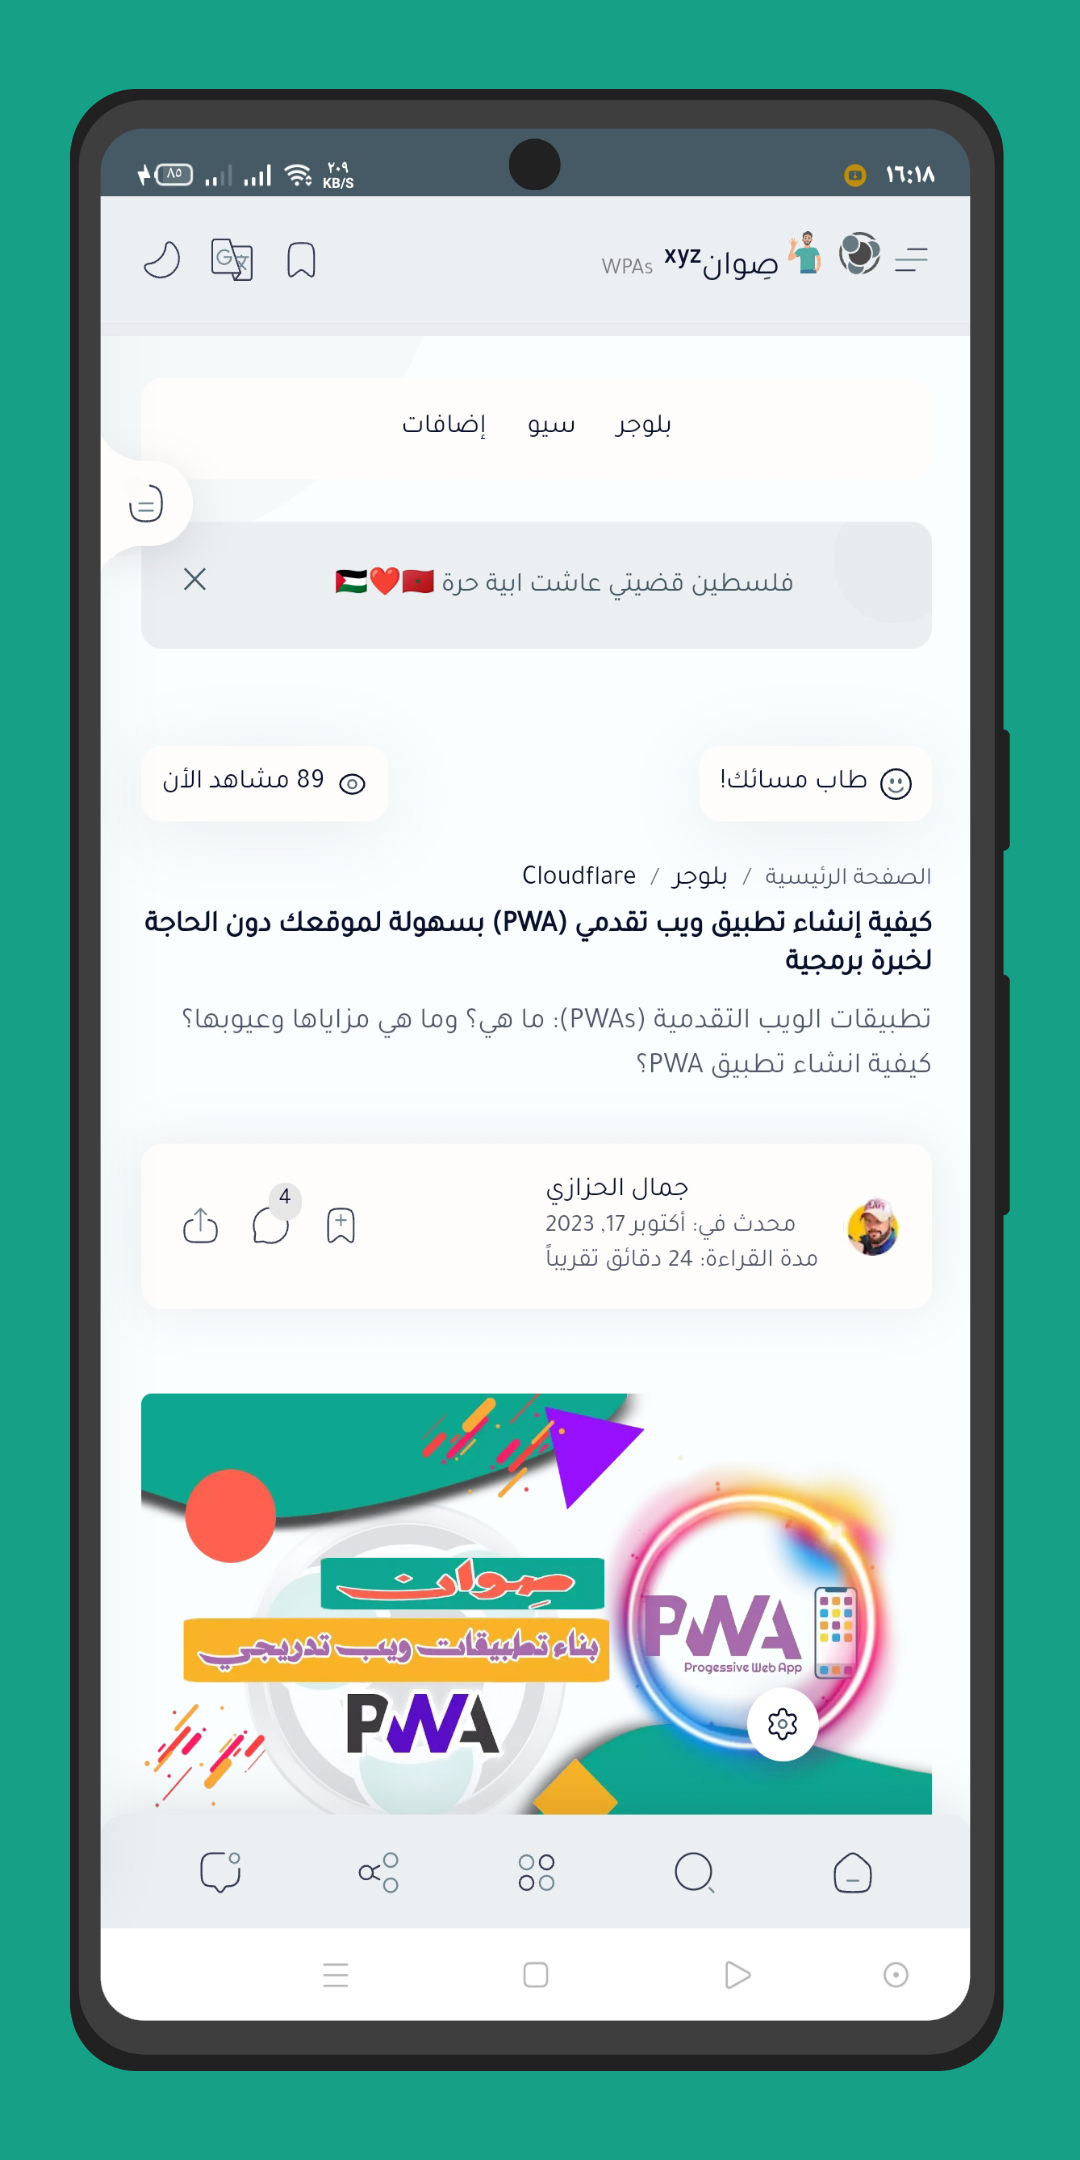 ١٦:١٨
٢٠٩
KB/S
٨٥
صِوانxyz WPAs
بلوجر سيو إضافات
فلسطين قضيتي عاشت ابية حرة 🇲🇦❤️🇵🇸
طاب مسائك!
89 مشاهد الأن
الصفحة الرئيسية / بلوجر / Cloudflare
كيفية إنشاء تطبيق ويب تقدمي (PWA) بسهولة لموقعك دون الحاجة
لخبرة برمجية
تطبيقات الويب التقدمية (PWAs): ما هي؟ وما هي مزاياها وعيوبها؟
كيفية انشاء تطبيق PWA؟
جمال الحزازي
محدث في: أكتوبر 17, 2023
مدة القراءة: 24 دقائق تقريباً
4
صِوان
بناء تطبيقات ويب تدريجي
PWA
PWA
Progessive Web App